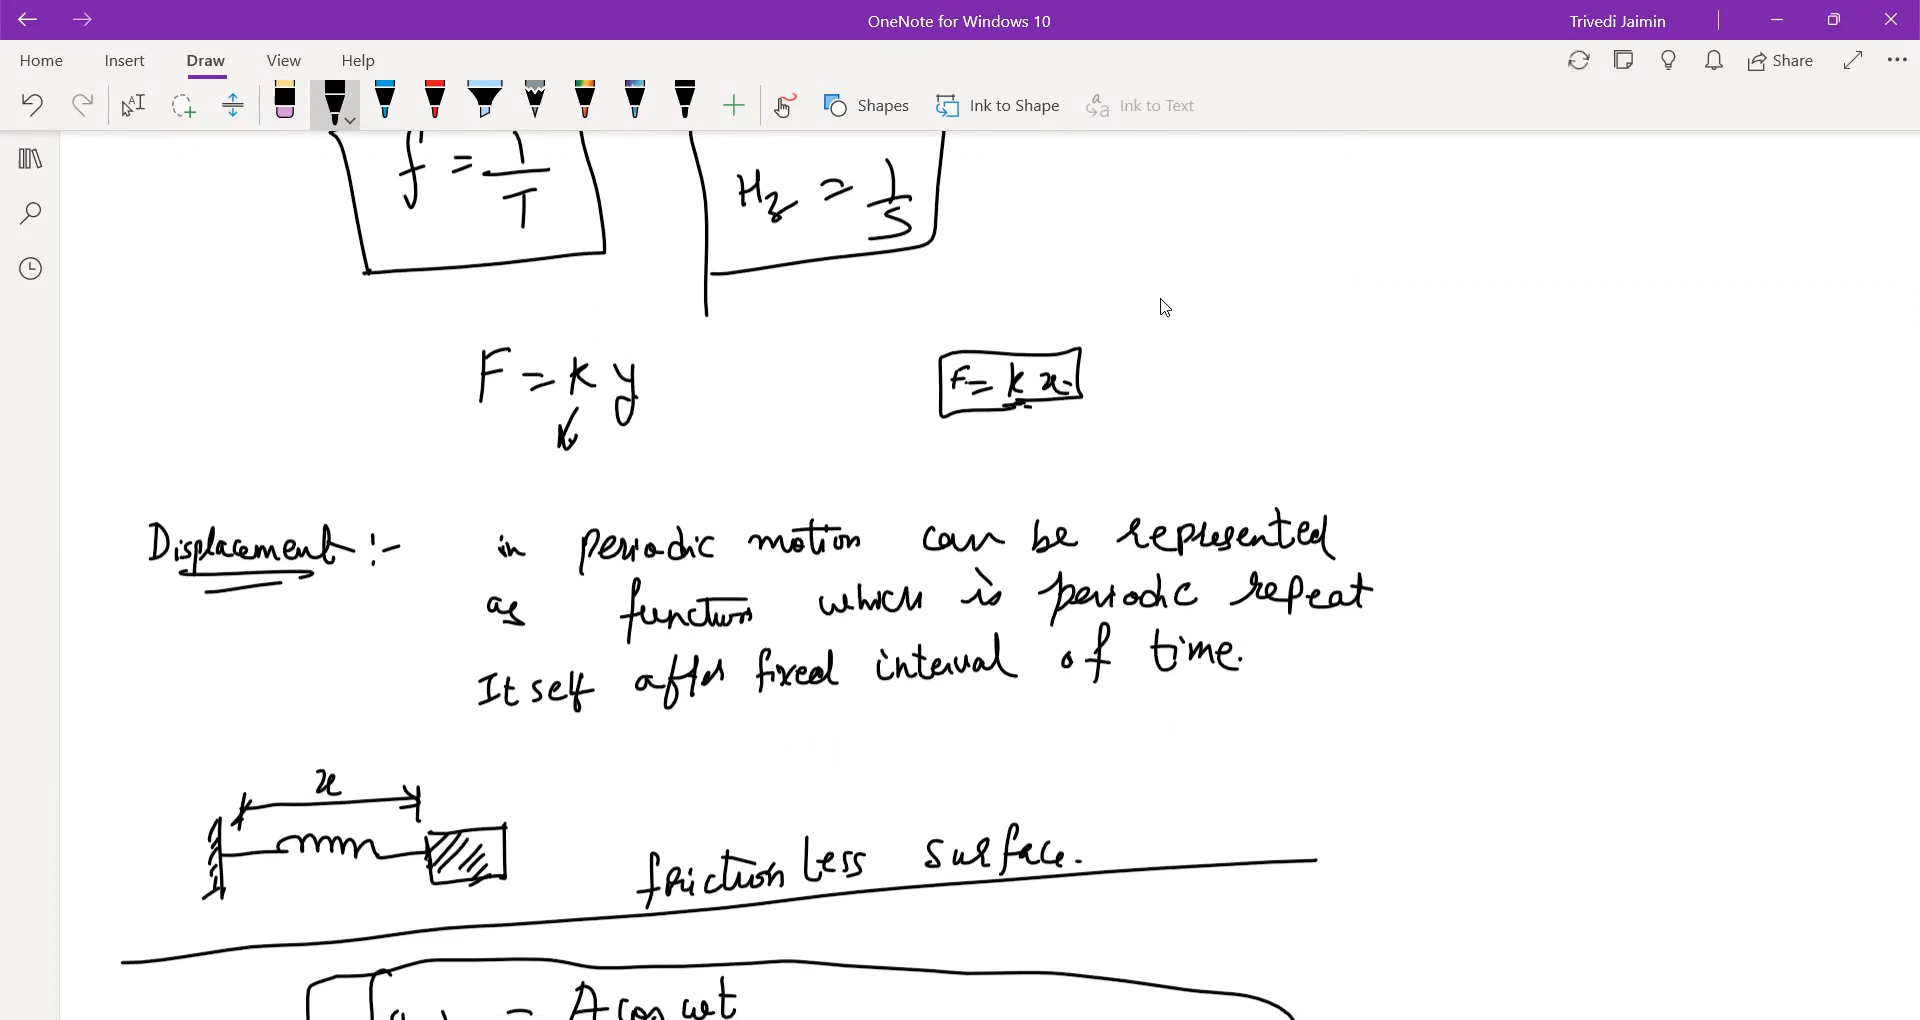 OneNote for Windows 10
Trivedi Jaimin
Home Insert Draw View Help
Share
Shapes Ink to Shape Ink to Text
f = 1/T
Hz = 1/S
F = k y
F = k x
k
Displacement :- in periodic motion can be represented
as function which is periodic repeat
It self after fixed interval of time.
x
friction less surface.
= A cos wt